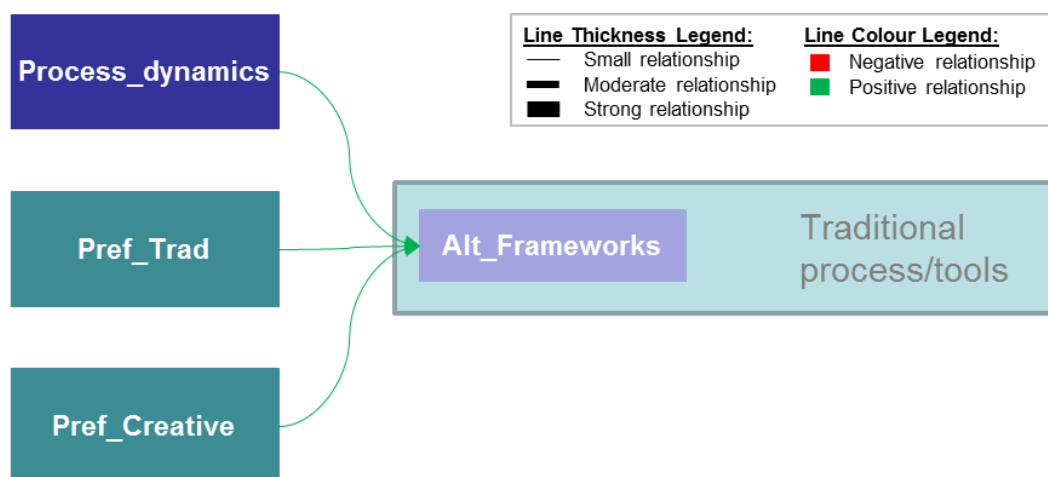 Process_dynamics
Line Thickness Legend:
Small relationship
Moderate relationship
Strong relationship
Line Colour Legend:
Negative relationship
Positive relationship
Pref_Trad
Alt_Frameworks
Traditional
process/tools
Pref_Creative